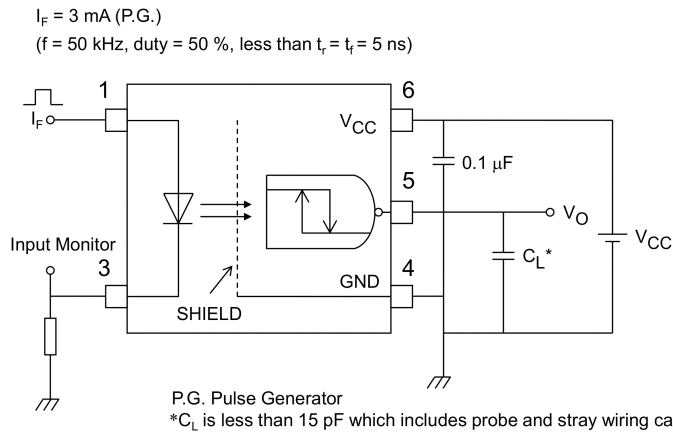 I_F = 3 mA (P.G.)
(f = 50 kHz, duty = 50 %, less than t_r = t_f = 5 ns)
1
6
I_F
V_CC
0.1 μF
5
V_O
Input Monitor
V_CC
C_L*
3
GND
4
SHIELD
P.G. Pulse Generator
*C_L is less than 15 pF which includes probe and stray wiring ca